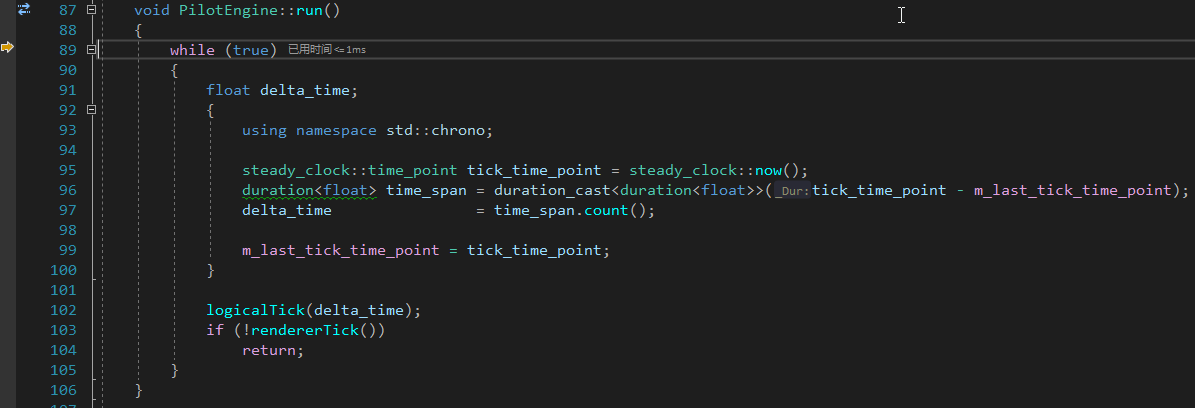 87 void PilotEngine::run()
88 {
89 while (true) 已用时间<=1ms
90 {
91 float delta_time;
92 {
93 using namespace std::chrono;
94
95 steady_clock::time_point tick_time_point = steady_clock::now();
96 duration<float> time_span = duration_cast<duration<float>>(_Dur:tick_time_point - m_last_tick_time_point);
97 delta_time = time_span.count();
98
99 m_last_tick_time_point = tick_time_point;
100 }
101
102 logicalTick(delta_time);
103 if (!rendererTick())
104 return;
105 }
106 }
107